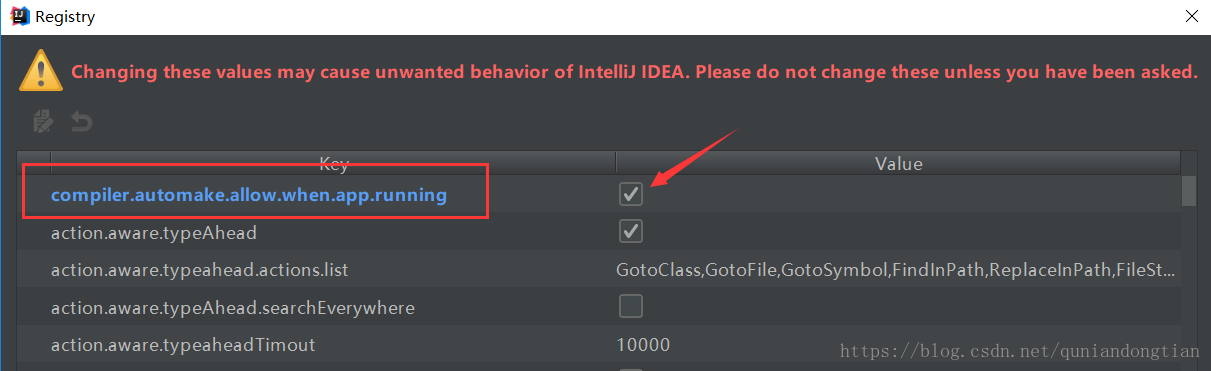 Registry
Changing these values may cause unwanted behavior of IntelliJ IDEA. Please do not change these unless you have been asked.
Key Value
compiler.automake.allow.when.app.running
action.aware.typeAhead
action.aware.typeahead.actions.list GotoClass,GotoFile,GotoSymbol,FindInPath,ReplaceInPath,FileSt...
action.aware.typeAhead.searchEverywhere
action.aware.typeaheadTimout 10000
https://blog.csdn.net/quniandongtian